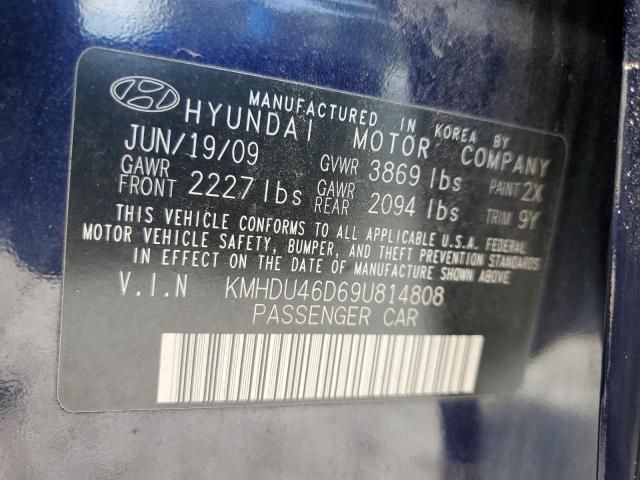 MANUFACTURED IN KOREA BY
HYUNDAI MOTOR COMPANY
JUN/19/09 GVWR 3869 lbs PAINT 2X
GAWR FRONT 2227 lbs GAWR REAR 2094 lbs TRIM 9Y
THIS VEHICLE CONFORMS TO ALL APPLICABLE U.S.A. FEDERAL
MOTOR VEHICLE SAFETY, BUMPER, AND THEFT PREVENTION STANDARDS
IN EFFECT ON THE DATE OF MANUFACTURE SHOWN ABOVE.
V.I.N KMHDU46D69U814808
PASSENGER CAR